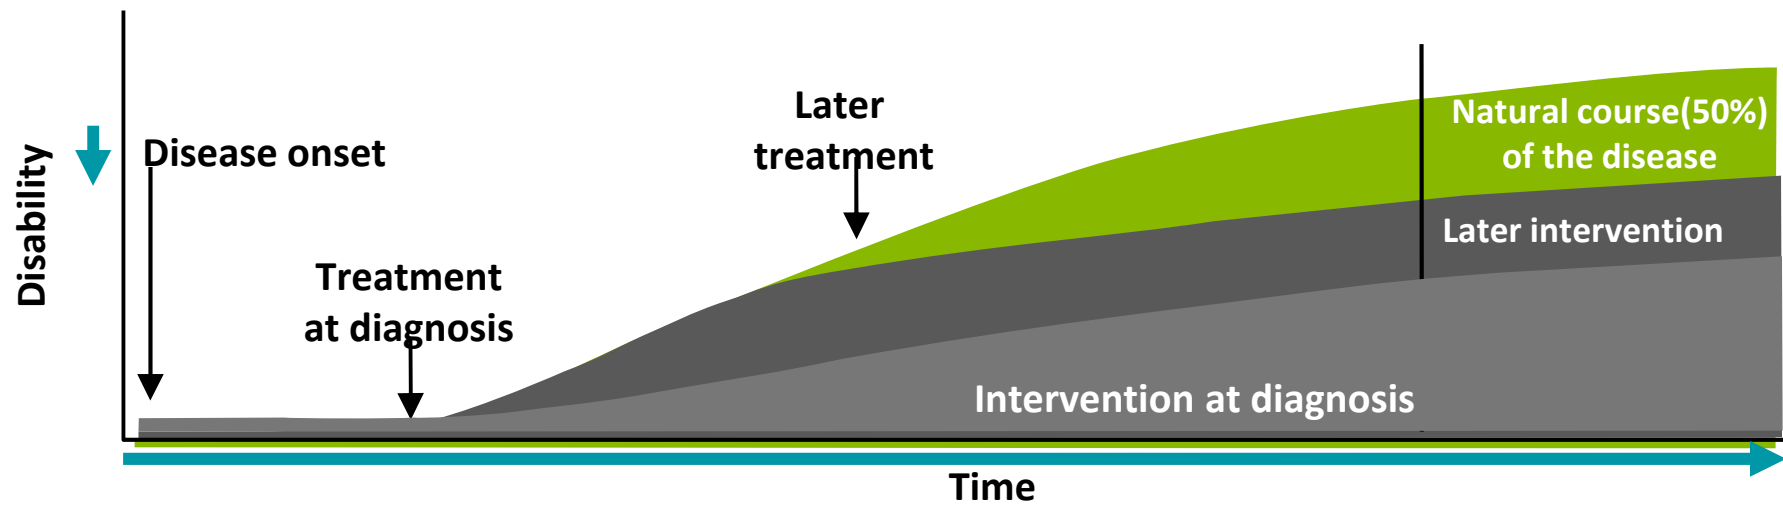 Disability
Disease onset
Treatment
at diagnosis
Later
treatment
Natural course(50%)
of the disease
Later intervention
Intervention at diagnosis
Time